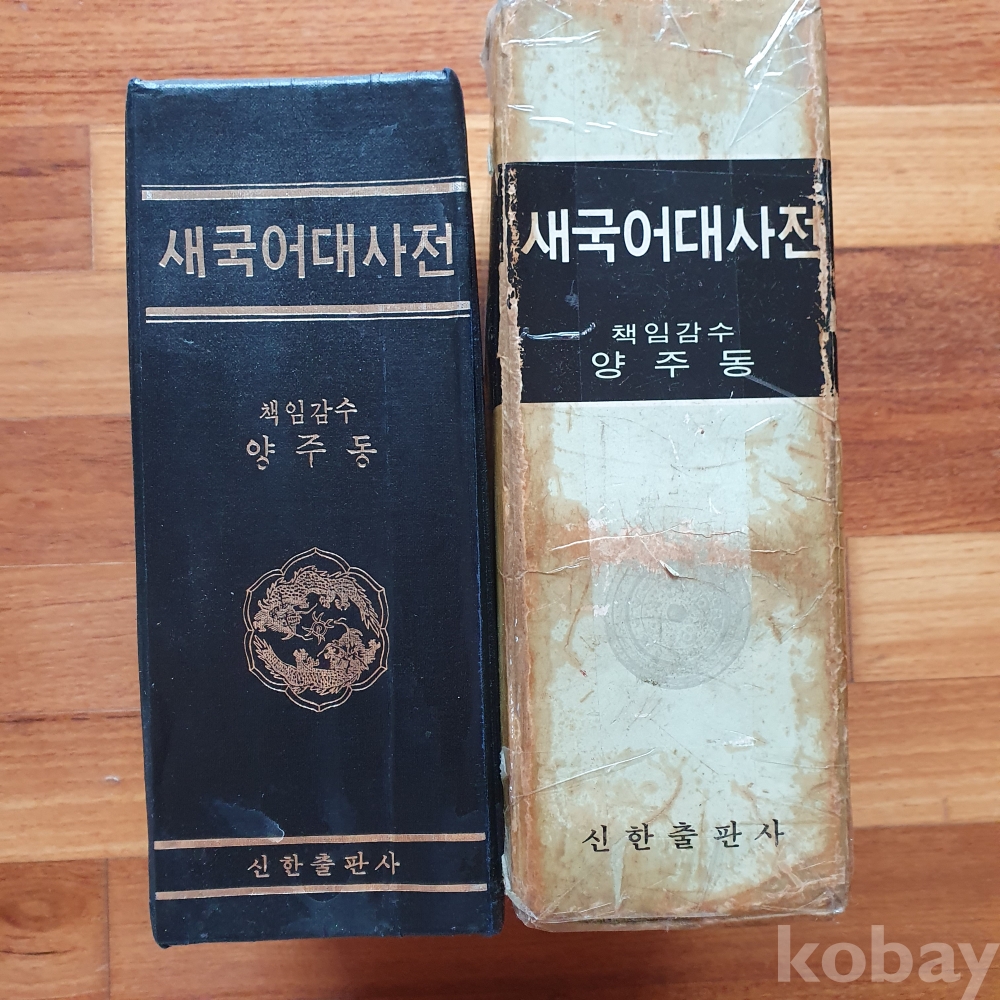 새국어대사전
책임감수
양주동
신한출판사
새국어대사전
책임감수
양 주 동
신한출판사
kobay